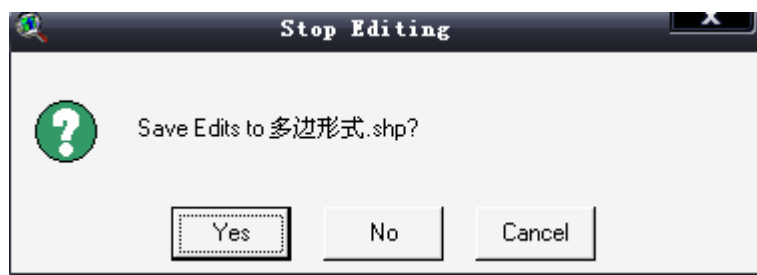 Stop Editing
Save Edits to 多边形式.shp?
Yes No Cancel